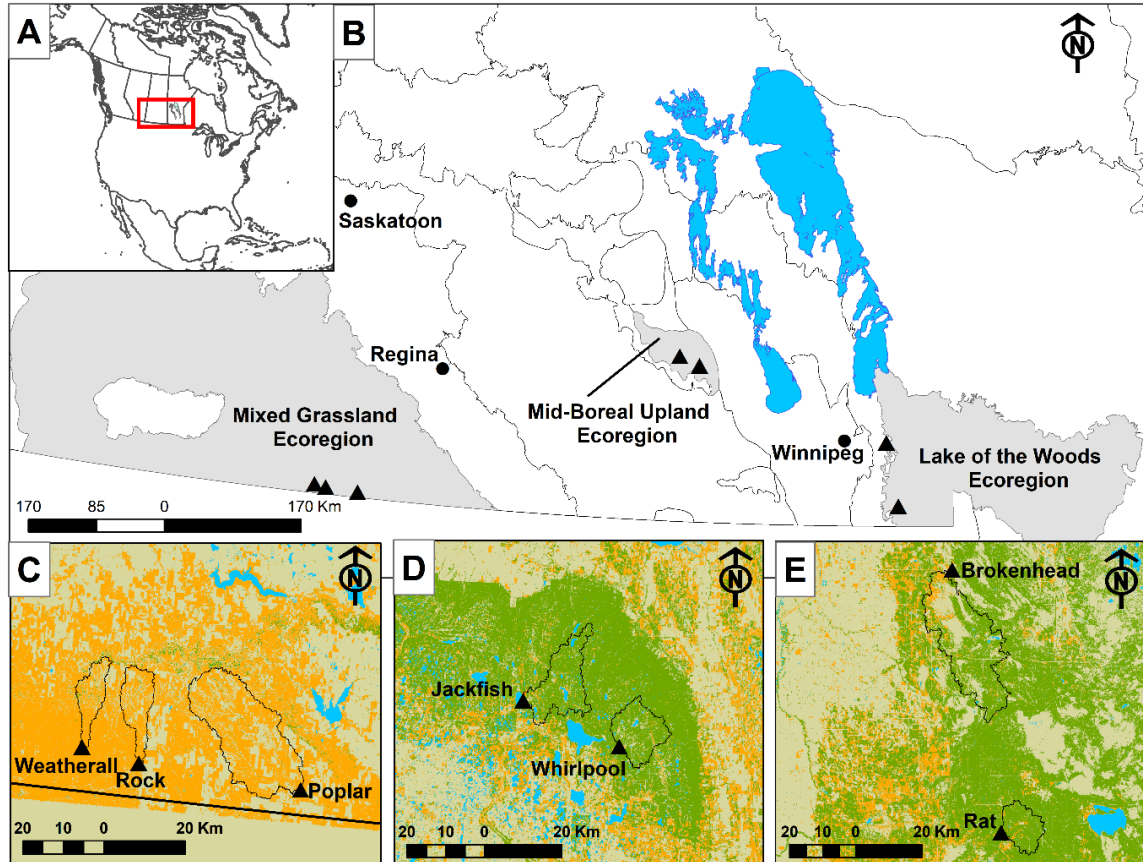 A
B
N
Saskatoon
Regina
Mixed Grassland
Ecoregion
Mid-Boreal Upland
Ecoregion
Winnipeg
Lake of the Woods
Ecoregion
170 85 0 170 Km
C
N
Weatherall
Rock
Poplar
20 10 0 20 Km
D
N
Jackfish
Whirlpool
20 10 0 20 Km
E
N
Brokenhead
Rat
20 10 0 20 Km